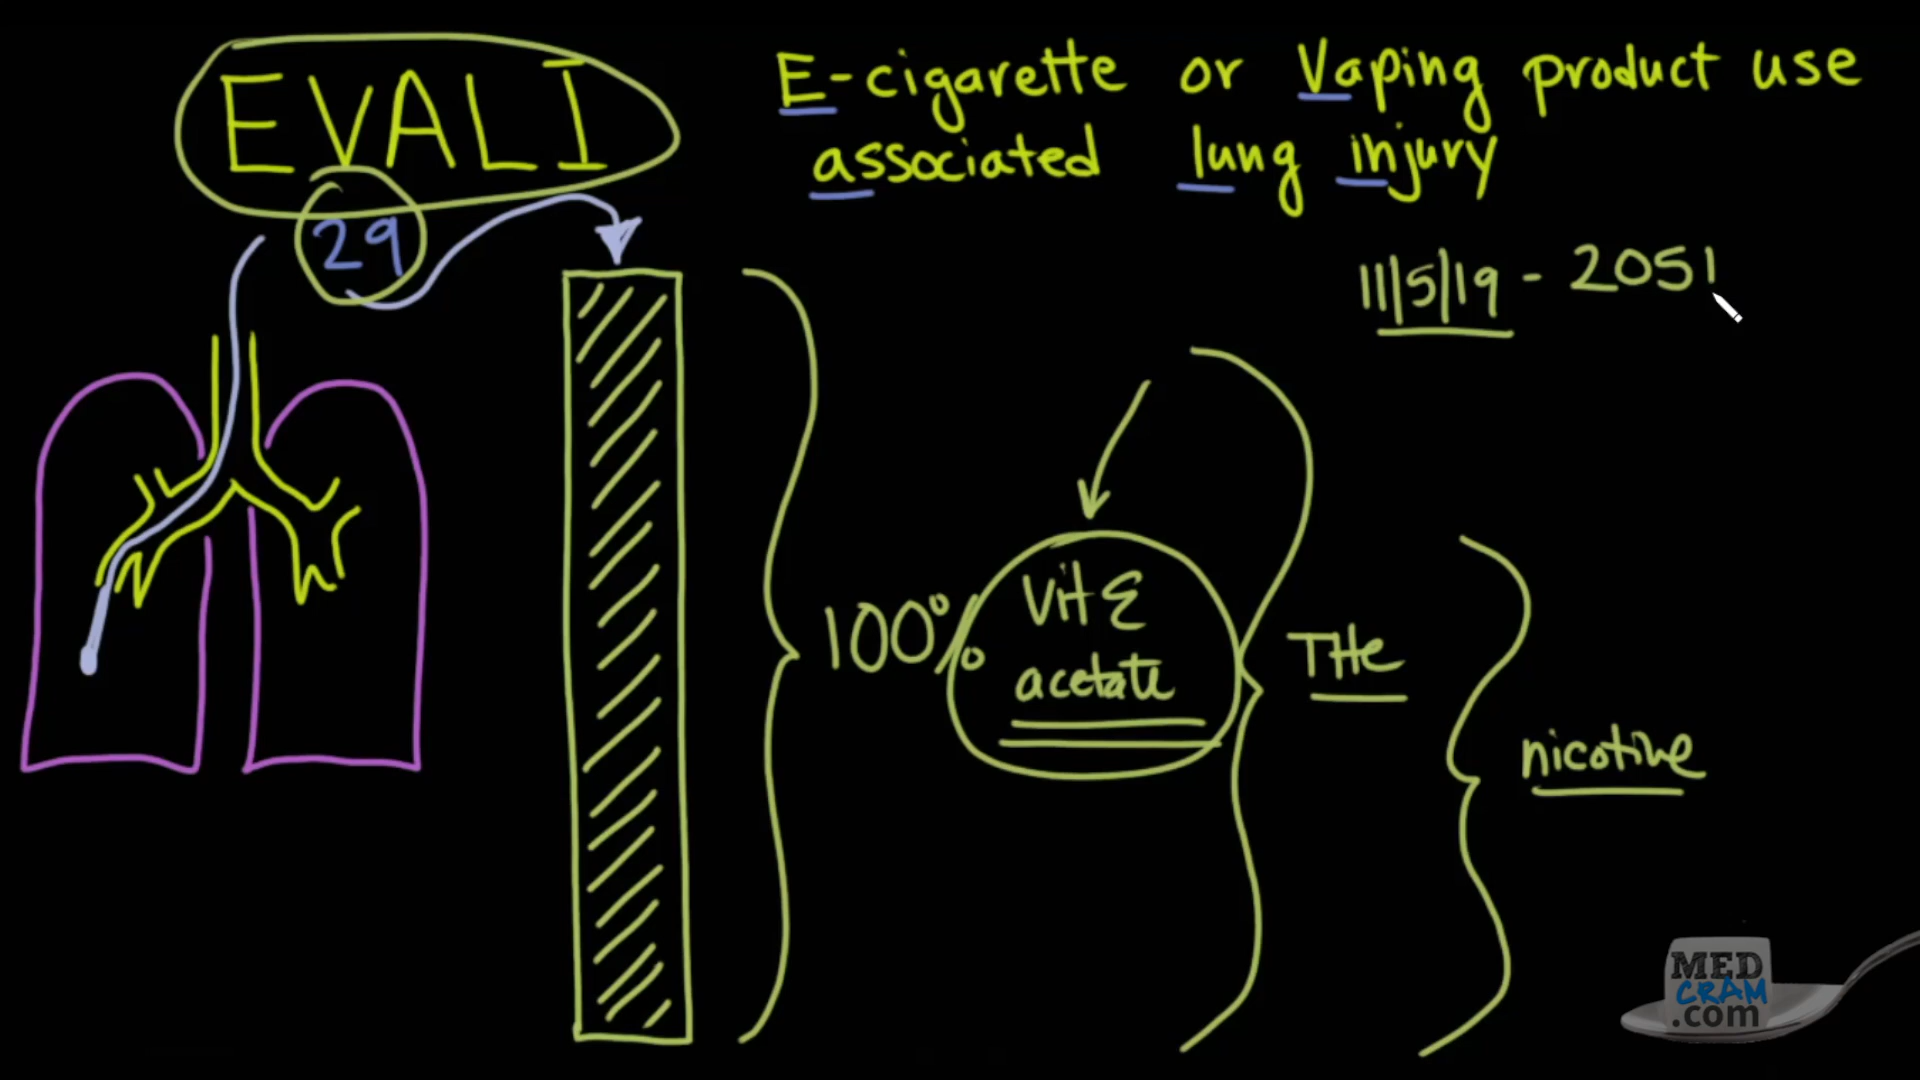 EVALI
E-cigarette or Vaping product use
associated lung injury
29
11/5/19 - 2051
100%
Vit E
acetate
THC
nicotine
MED
CRAM
.com